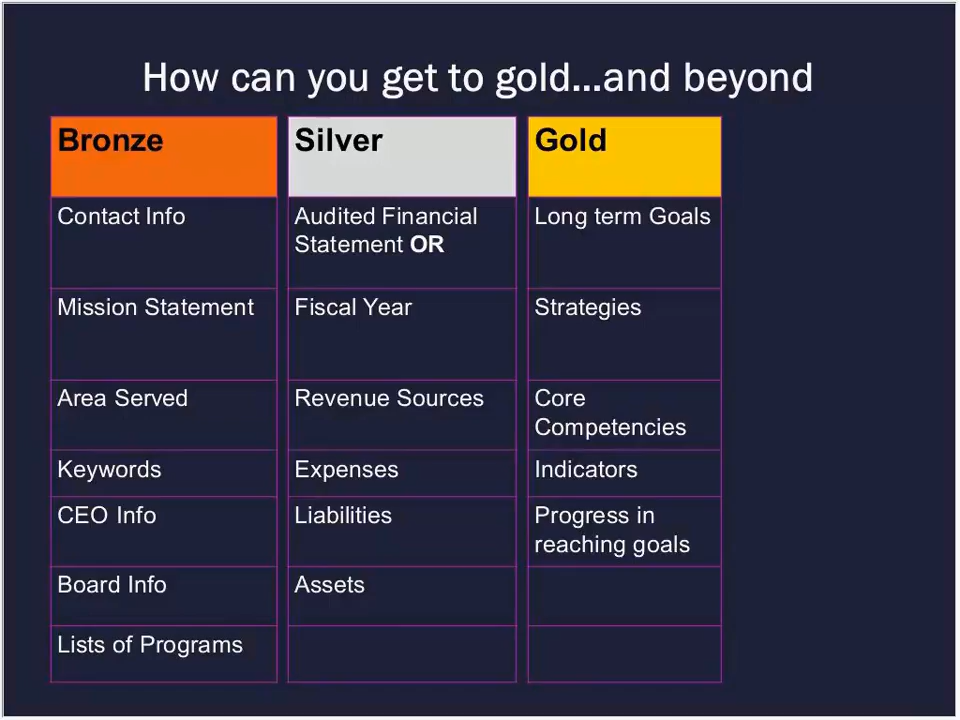 How can you get to gold...and beyond
Bronze
Silver
Gold
Contact Info
Audited Financial
Statement OR
Long term Goals
Mission Statement
Fiscal Year
Strategies
Area Served
Revenue Sources
Core
Competencies
Keywords
Expenses
Indicators
CEO Info
Liabilities
Progress in
reaching goals
Board Info
Assets
Lists of Programs